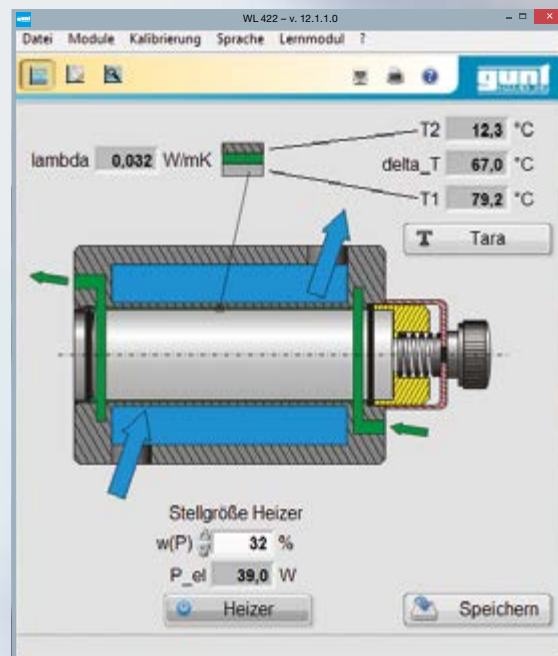 WL 422 – v. 12.1.1.0
Datei Module Kalibrierung Sprache Lernmodul ?
gunt
T2 12,3 °C
lambda 0,032 W/mK
delta_T 67,0 °C
T1 79,2 °C
T Tara
Stellgröße Heizer
w(P) 32 %
P_el 39,0 W
Heizer
Speichern